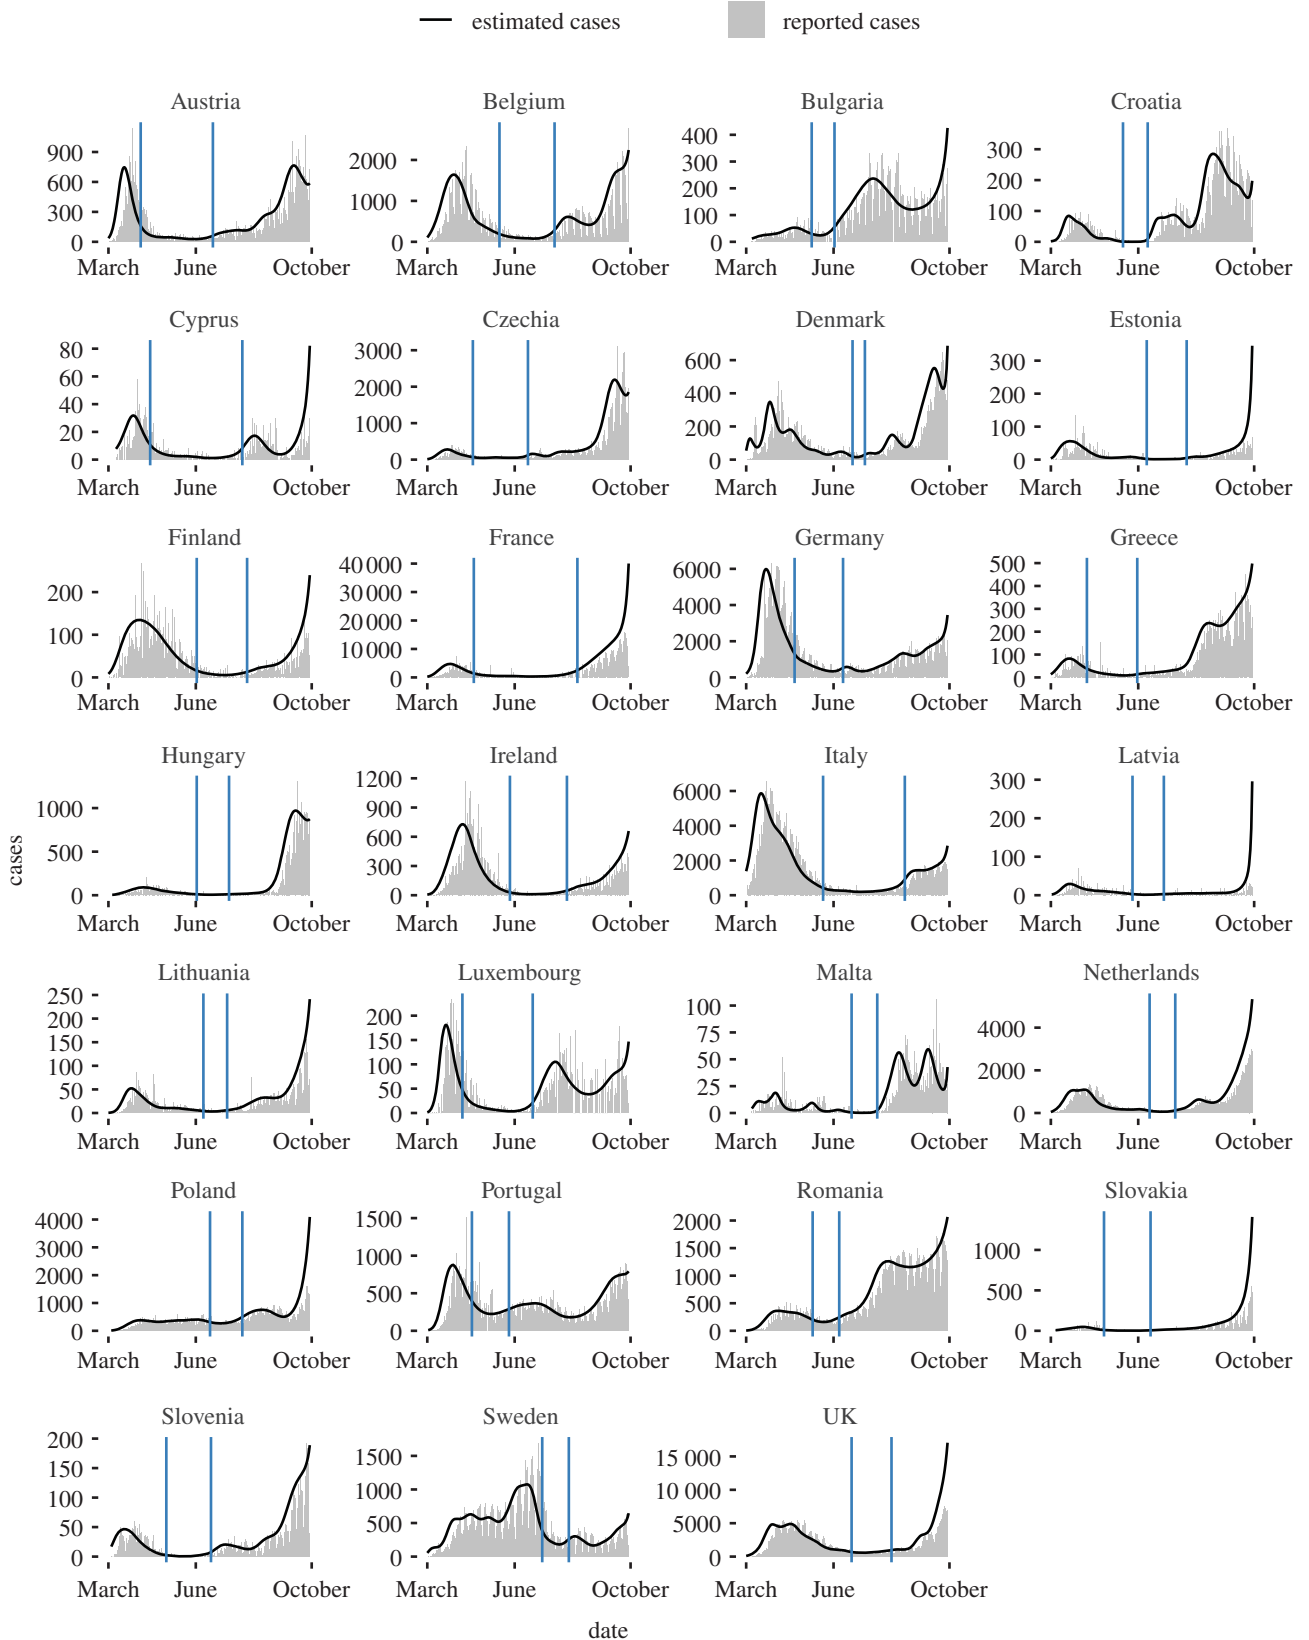 estimated cases reported cases
Austria Belgium Bulgaria Croatia
900 600 300 0
2000 1000 0
400 300 200 100 0
300 200 100 0
March June October March June October March June October March June October
Cyprus Czechia Denmark Estonia
80 60 40 20 0
3000 2000 1000 0
600 400 200 0
300 200 100 0
March June October March June October March June October March June October
Finland France Germany Greece
200 100 0
40 000 30 000 20 000 10 000 0
6000 4000 2000 0
500 400 300 200 100 0
March June October March June October March June October March June October
Hungary Ireland Italy Latvia
1000 500 0
1200 900 600 300 0
6000 4000 2000 0
300 200 100 0
March June October March June October March June October March June October
cases
Lithuania Luxembourg Malta Netherlands
250 200 150 100 50 0
200 150 100 50 0
100 75 50 25 0
4000 2000 0
March June October March June October March June October March June October
Poland Portugal Romania Slovakia
4000 3000 2000 1000 0
1500 1000 500 0
2000 1500 1000 500 0
1000 500 0
March June October March June October March June October March June October
Slovenia Sweden UK
200 150 100 50 0
1500 1000 500 0
15 000 10 000 5000 0
March June October March June October March June October
date